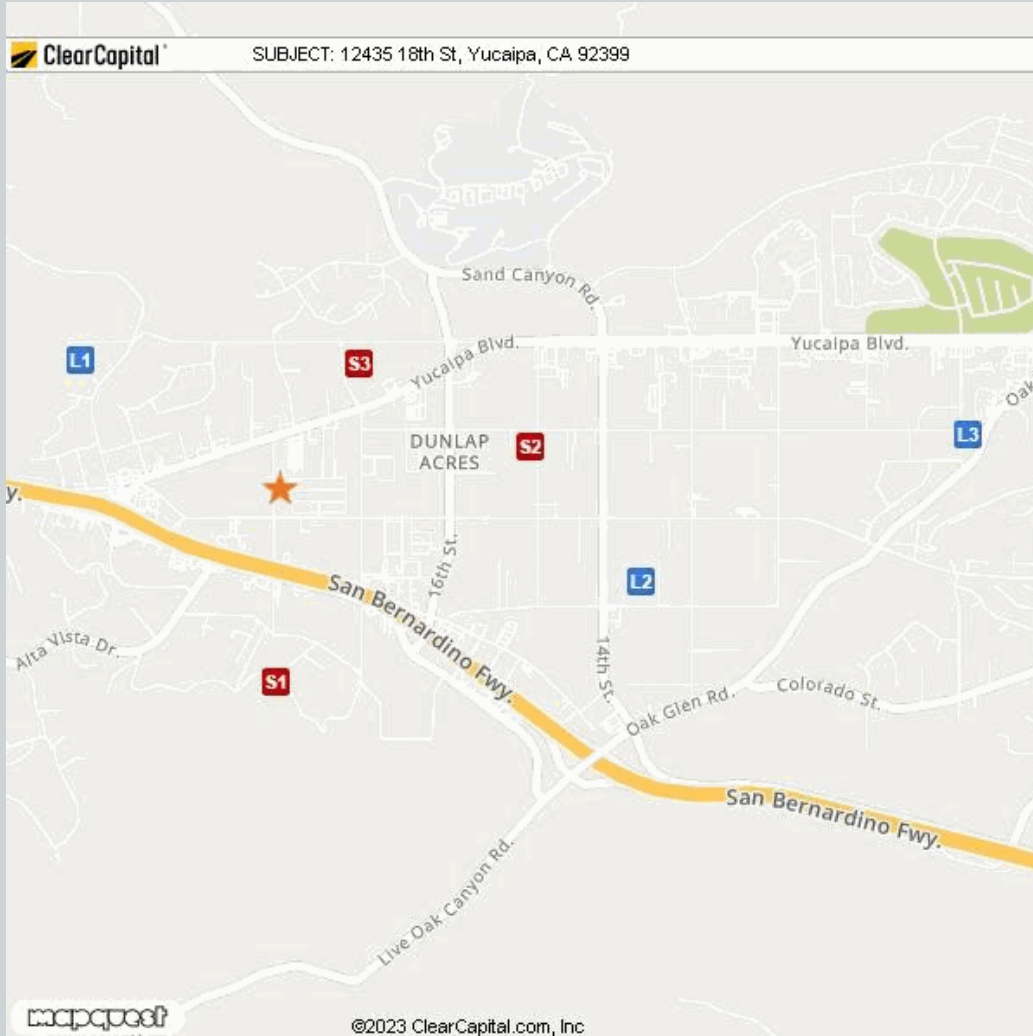 ClearCapital
SUBJECT: 12435 18th St, Yucaipa, CA 92399
Sand Canyon Rd.
Yucaipa Blvd.
Yucaipa Blvd.
L1
S3
Oak
DUNLAP
ACRES
S2
L3
y.
16th St.
L2
San Bernardino Fwy.
Alta Vista Dr.
S1
14th St.
Oak Glen Rd.
Colorado St.
San Bernardino Fwy.
Live Oak Canyon Rd.
mapquest
©2023 ClearCapital.com, Inc